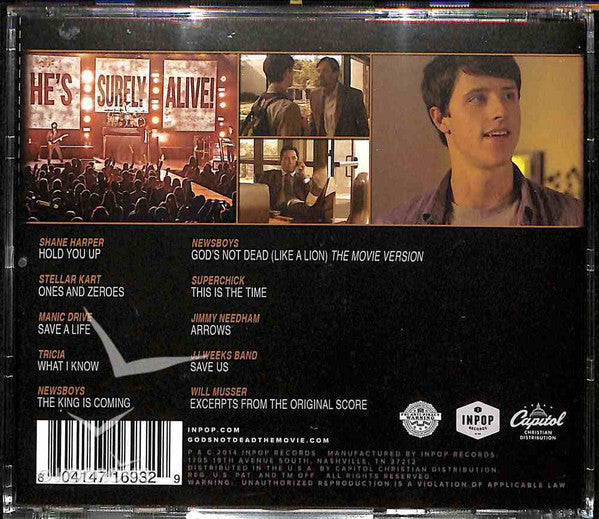 HE'S SURELY ALIVE!
SHANE HARPER
HOLD YOU UP
STELLAR KART
ONES AND ZEROES
MANIC DRIVE
SAVE A LIFE
TRICIA
WHAT I KNOW
NEWSBOYS
THE KING IS COMING
NEWSBOYS
GOD'S NOT DEAD (LIKE A LION) THE MOVIE VERSION
SUPERCHICK
THIS IS THE TIME
JIMMY NEEDHAM
ARROWS
JJ WEEKS BAND
SAVE US
WILL MUSSER
EXCERPTS FROM THE ORIGINAL SCORE
8 04147 16932 9
INPOP.COM
GODSNOTDEADTHEMOVIE.COM
WARNING
INPOP
RECORDS
Capitol
CHRISTIAN
DISTRIBUTION
P & C 2014 INPOP RECORDS MANUFACTURED BY INPOP RECORDS;
1205 19TH AVENUE SOUTH, NASHVILLE, TN 37212
DISTRIBUTED IN THE U.S.A. BY CAPITOL CHRISTIAN DISTRIBUTION.
REG. U.S. PAT. AND TM OFF. ALL RIGHTS RESERVED.
WARNING: UNAUTHORIZED REPRODUCTION IS A VIOLATION OF APPLICABLE LAW